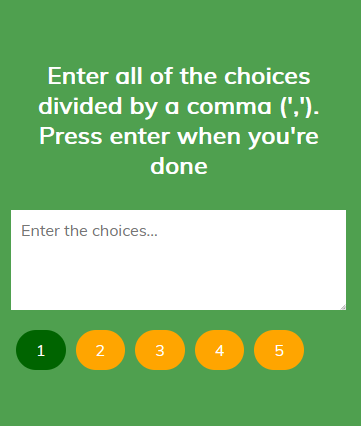 Enter all of the choices
divided by a comma (',').
Press enter when you're
done
Enter the choices...
1 2 3 4 5